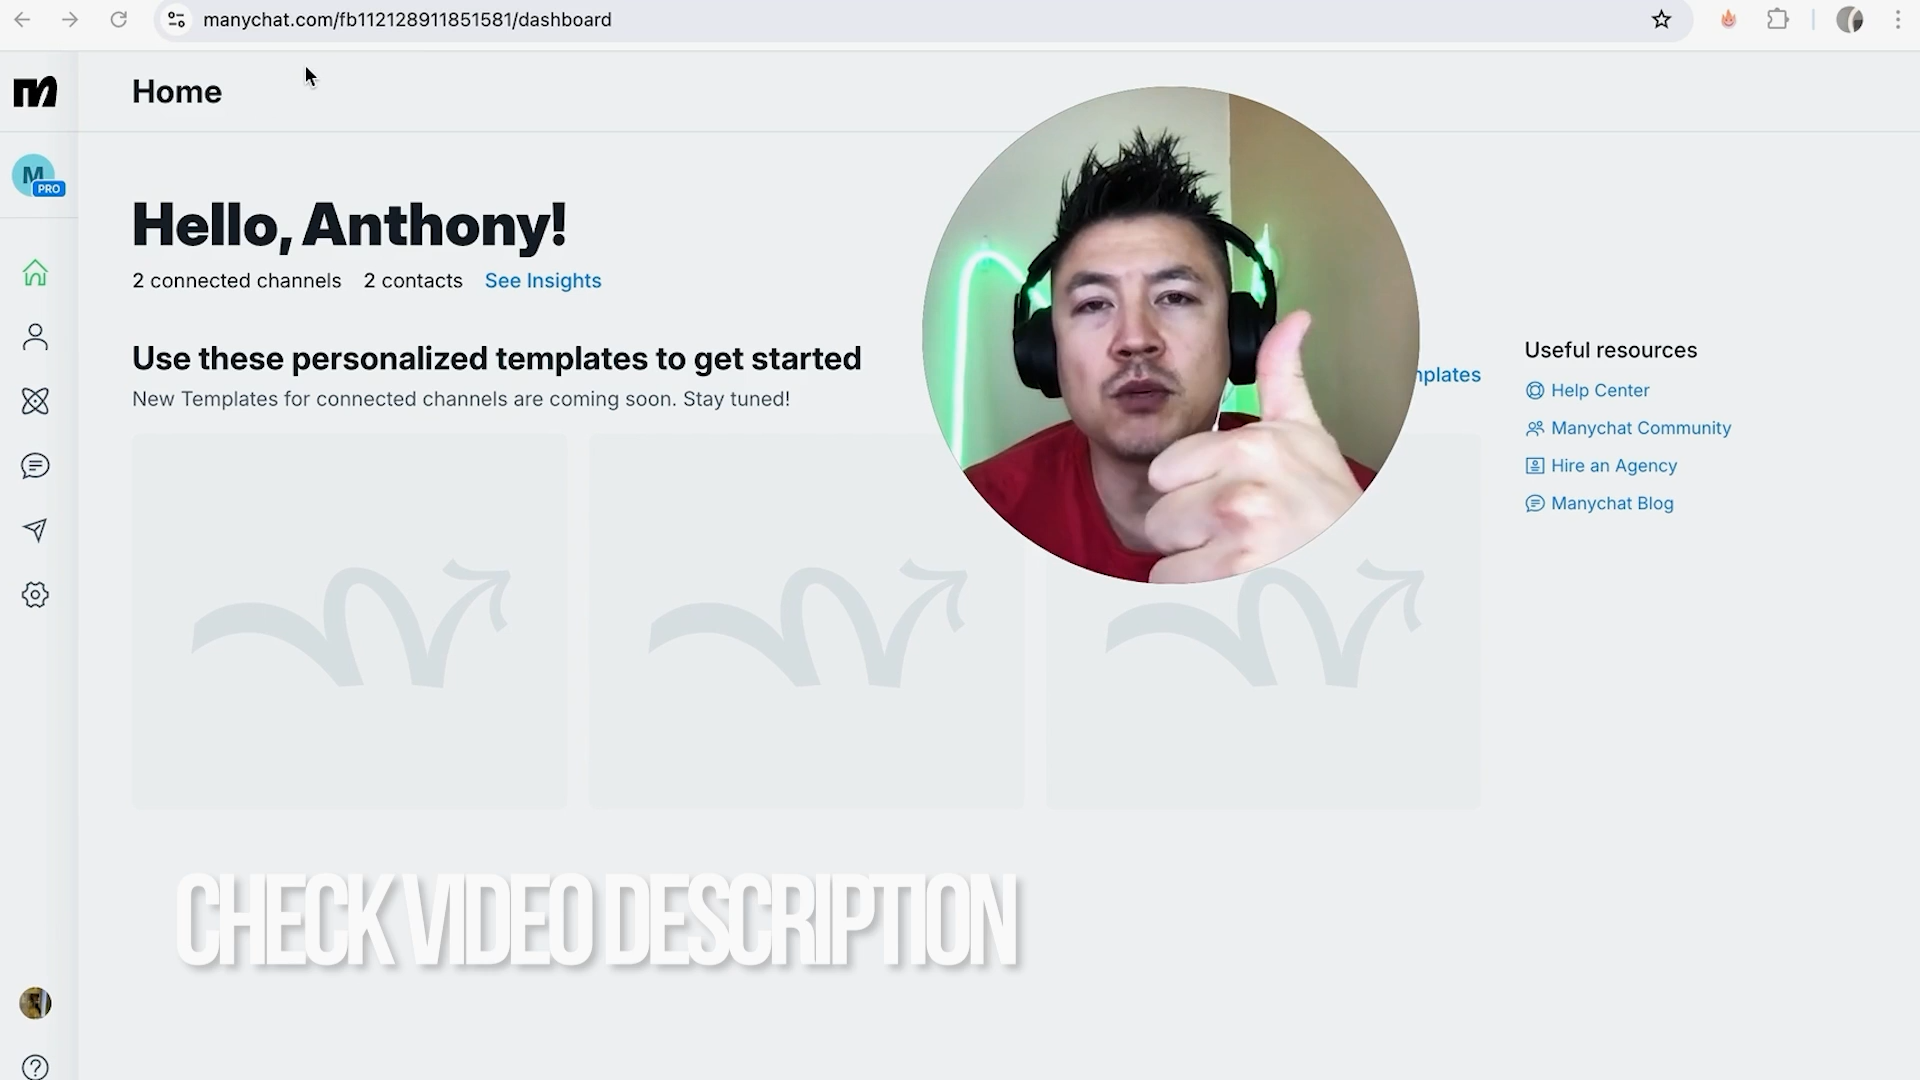 manychat.com/fb112128911851581/dashboard
Home
M
PRO
Hello, Anthony!
2 connected channels 2 contacts See Insights
Use these personalized templates to get started
New Templates for connected channels are coming soon. Stay tuned!
Useful resources
Help Center
Manychat Community
Hire an Agency
Manychat Blog
CHECK VIDEO DESCRIPTION